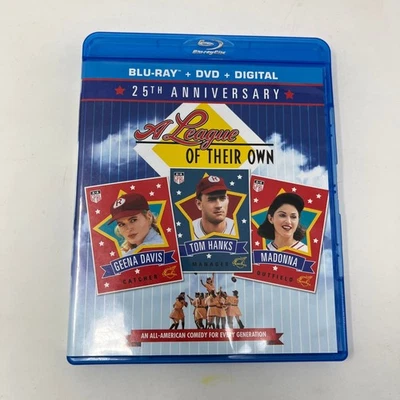 Blu-ray Disc
BLU-RAY™ + DVD + DIGITAL
★ 25TH ANNIVERSARY ★
A League
OF THEIR OWN
GEENA DAVIS
CATCHER
TOM HANKS
MANAGER
MADONNA
OUTFIELD
AN ALL-AMERICAN COMEDY FOR EVERY GENERATION